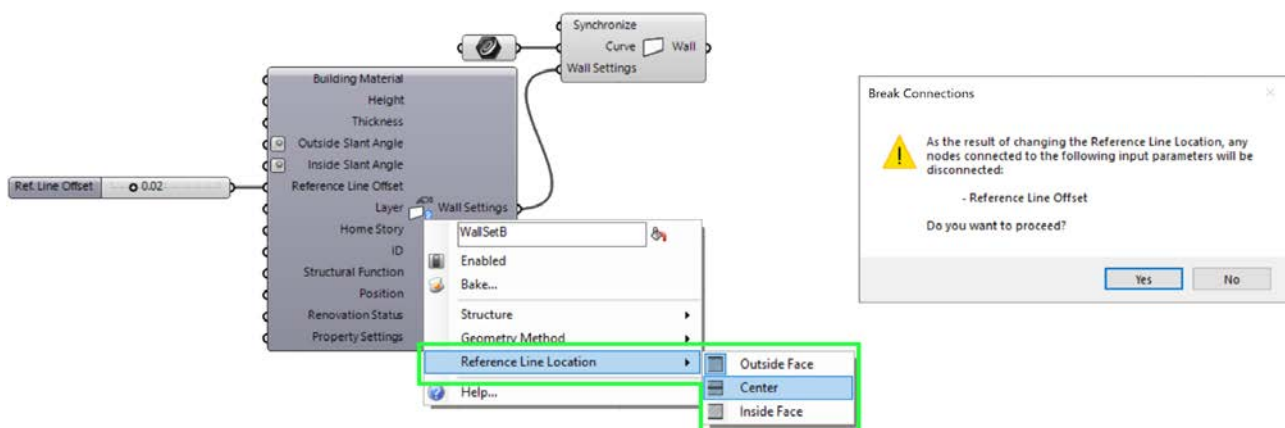 Synchronize
Curve
Wall
Wall Settings
Building Material
Height
Thickness
Outside Slant Angle
Inside Slant Angle
Ref. Line Offset
0.02
Reference Line Offset
Layer
Wall Settings
Home Story
ID
Structural Function
Position
Renovation Status
Property Settings
WallSetB
Enabled
Bake...
Structure
Geometry Method
Reference Line Location
Help...
Outside Face
Center
Inside Face
Break Connections
As the result of changing the Reference Line Location, any
nodes connected to the following input parameters will be
disconnected:
- Reference Line Offset
Do you want to proceed?
Yes
No